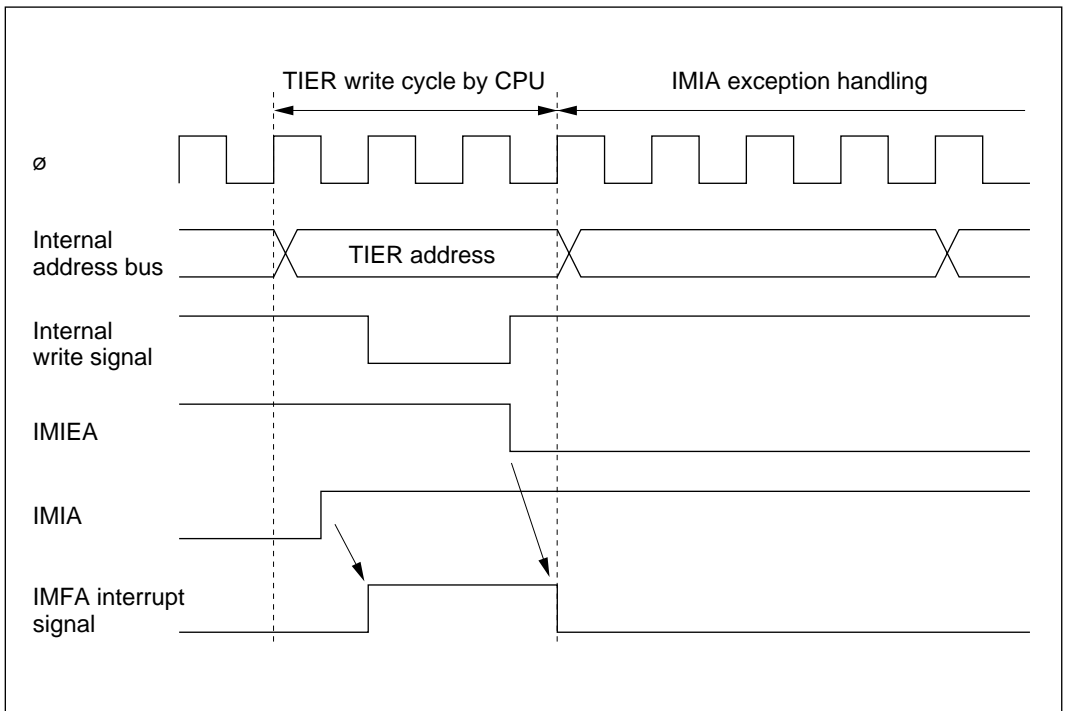 TIER write cycle by CPU
IMIA exception handling
ø
Internal
address bus
TIER address
Internal
write signal
IMIEA
IMIA
IMFA interrupt
signal